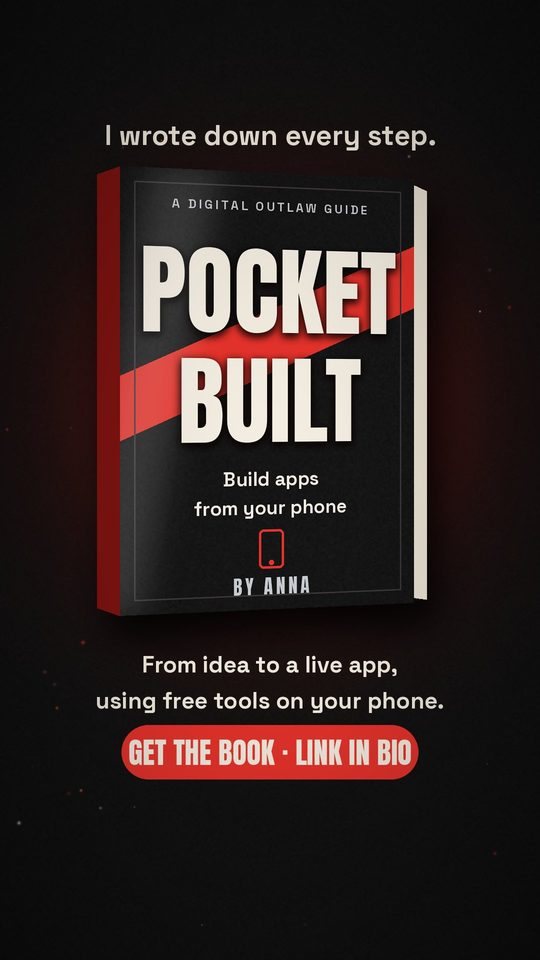 I wrote down every step.
A DIGITAL OUTLAW GUIDE
POCKET
BUILT
Build apps
from your phone
BY ANNA
From idea to a live app,
using free tools on your phone.
GET THE BOOK · LINK IN BIO